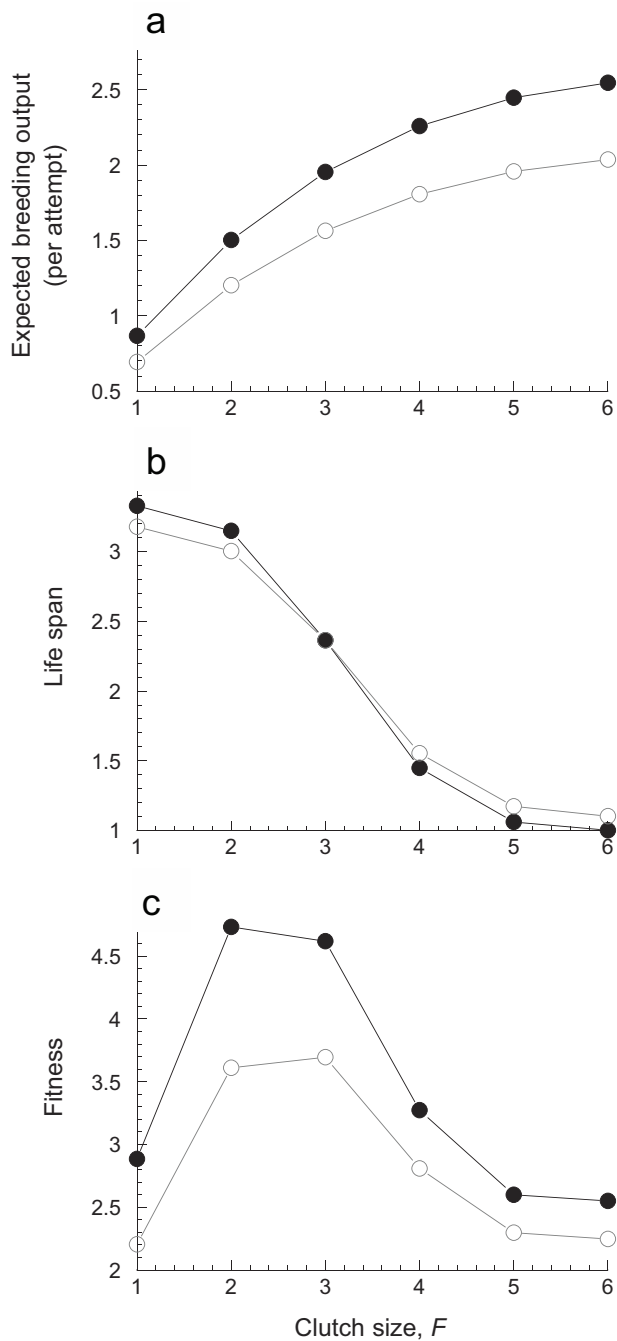 a
Expected breeding output
(per attempt)
2.5
2
1.5
1
0.5
1 2 3 4 5 6
b
Life span
3
2.5
2
1.5
1
1 2 3 4 5 6
c
Fitness
4.5
4
3.5
3
2.5
2
1 2 3 4 5 6
Clutch size, F